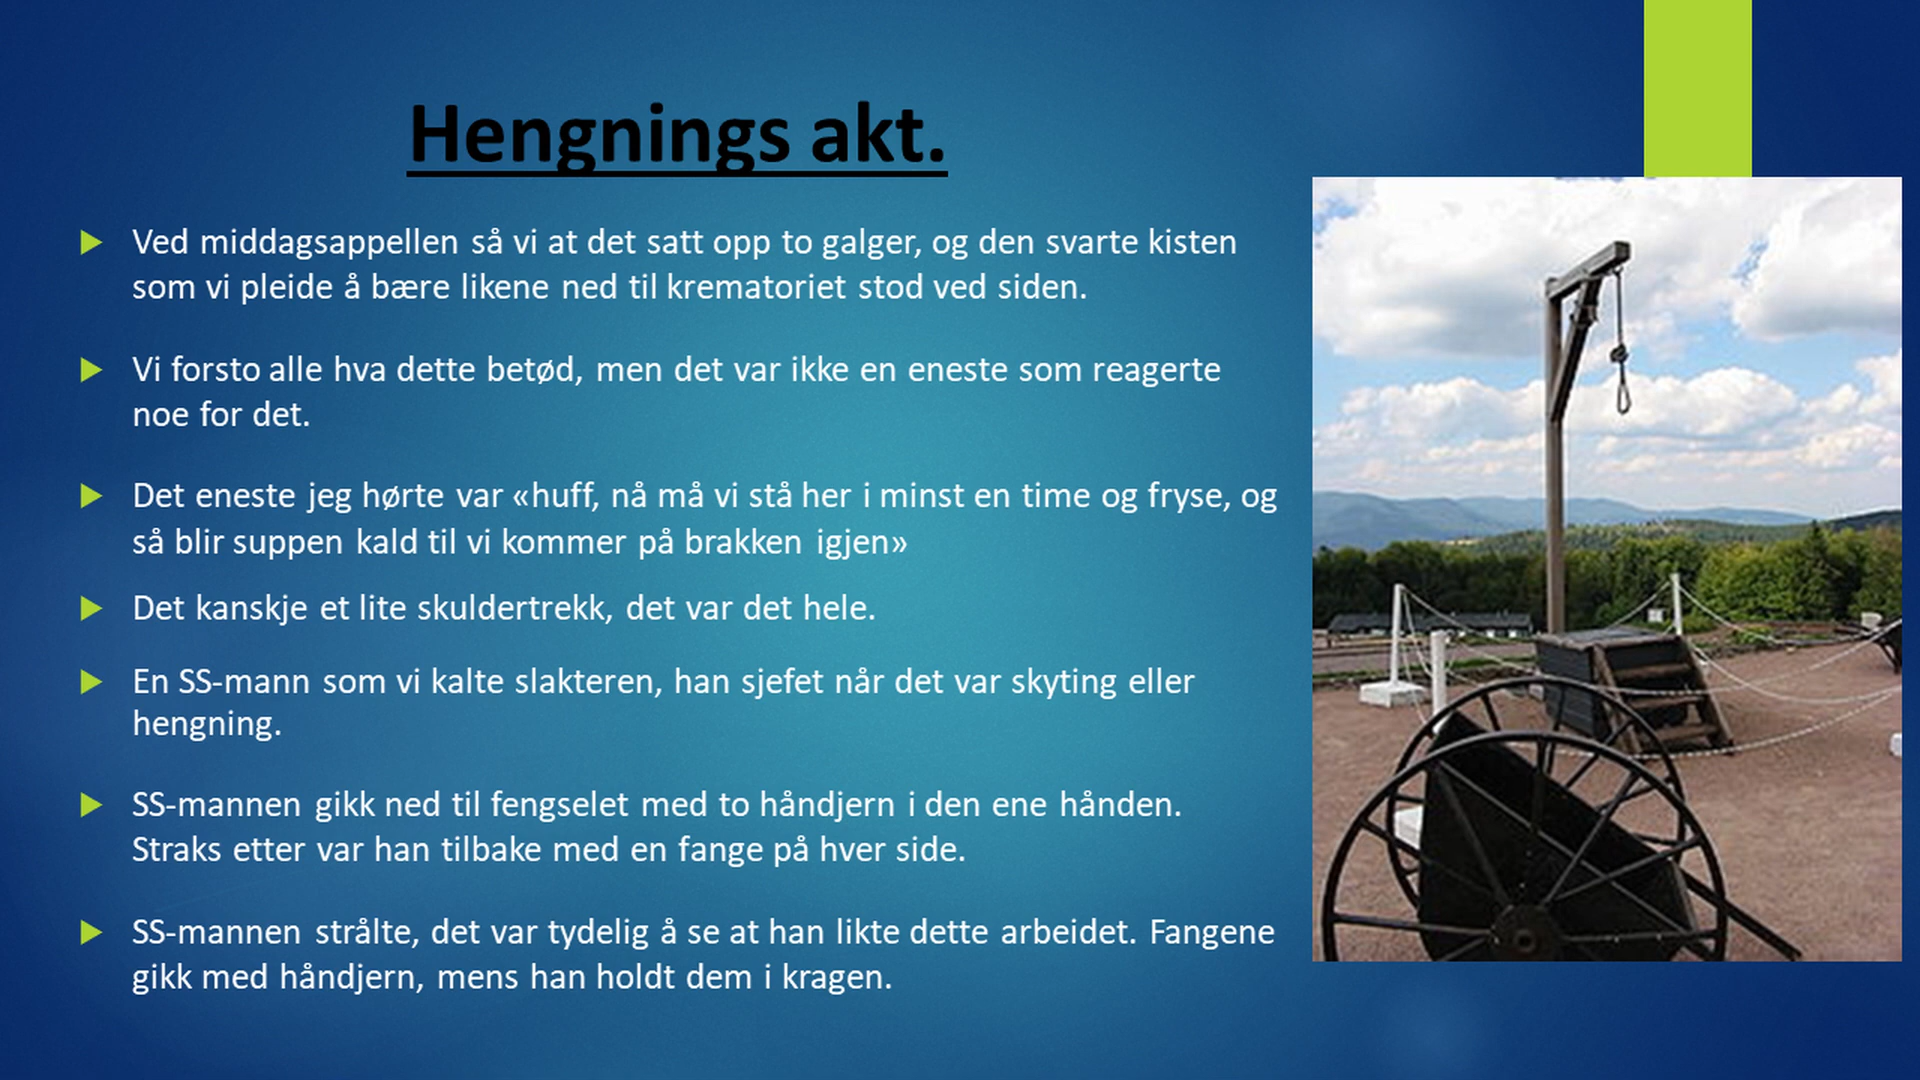 Hengnings akt.
Ved middagsappellen så vi at det satt opp to galger, og den svarte kisten
som vi pleide å bære likene ned til krematoriet stod ved siden.
Vi forsto alle hva dette betød, men det var ikke en eneste som reagerte
noe for det.
Det eneste jeg hørte var «huff, nå må vi stå her i minst en time og fryse, og
så blir suppen kald til vi kommer på brakken igjen»
Det kanskje et lite skuldertrekk, det var det hele.
En SS-mann som vi kalte slakteren, han sjefet når det var skyting eller
hengning.
SS-mannen gikk ned til fengselet med to håndjern i den ene hånden.
Straks etter var han tilbake med en fange på hver side.
SS-mannen strålte, det var tydelig å se at han likte dette arbeidet. Fangene
gikk med håndjern, mens han holdt dem i kragen.